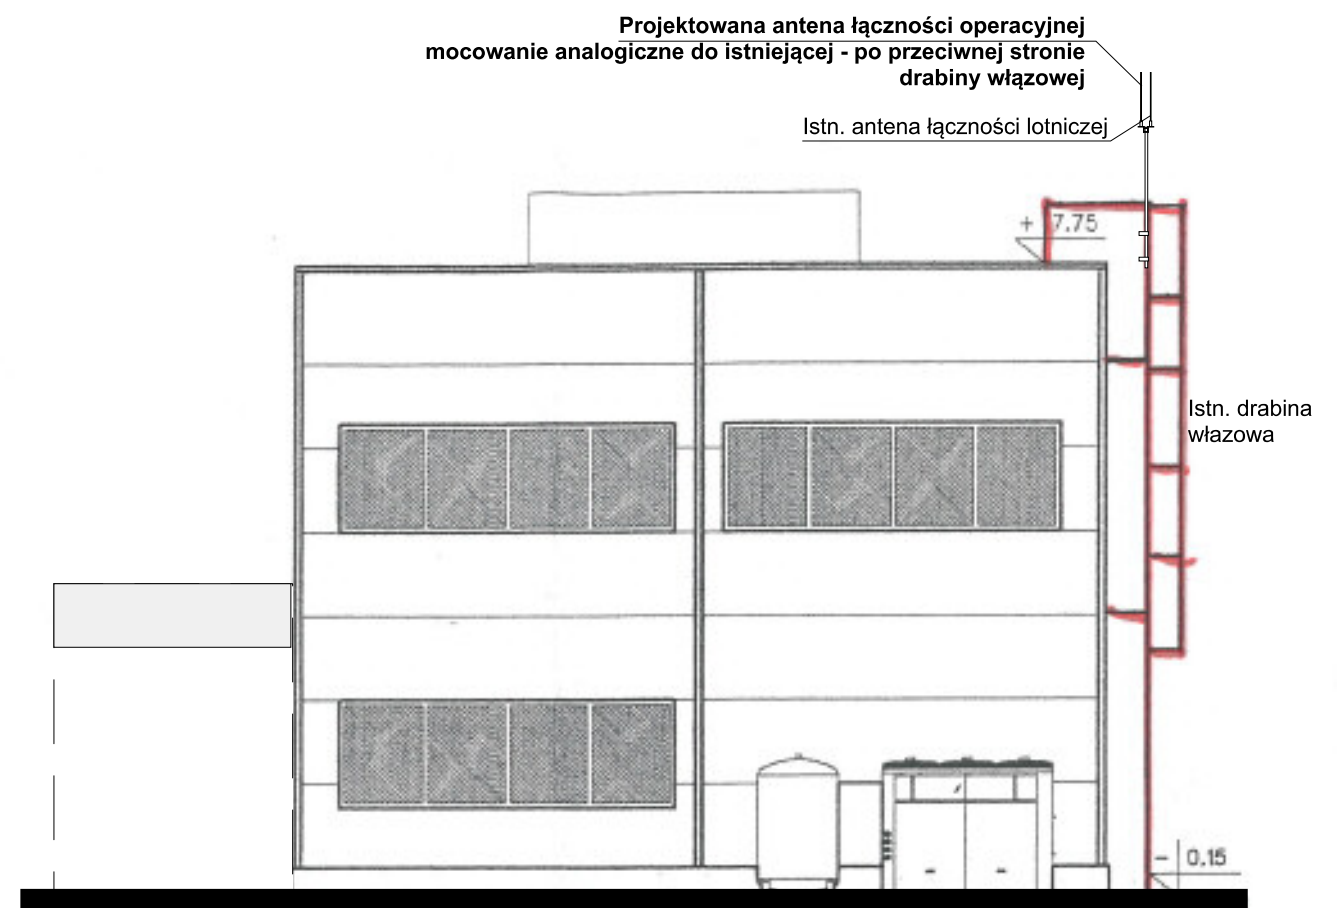 Projektowana antena łączności operacyjnej
mocowanie analogiczne do istniejącej - po przeciwnej stronie
drabiny włązowej
Istn. antena łączności lotniczej
+ 7.75
Istn. drabina
włazowa
- 0.15